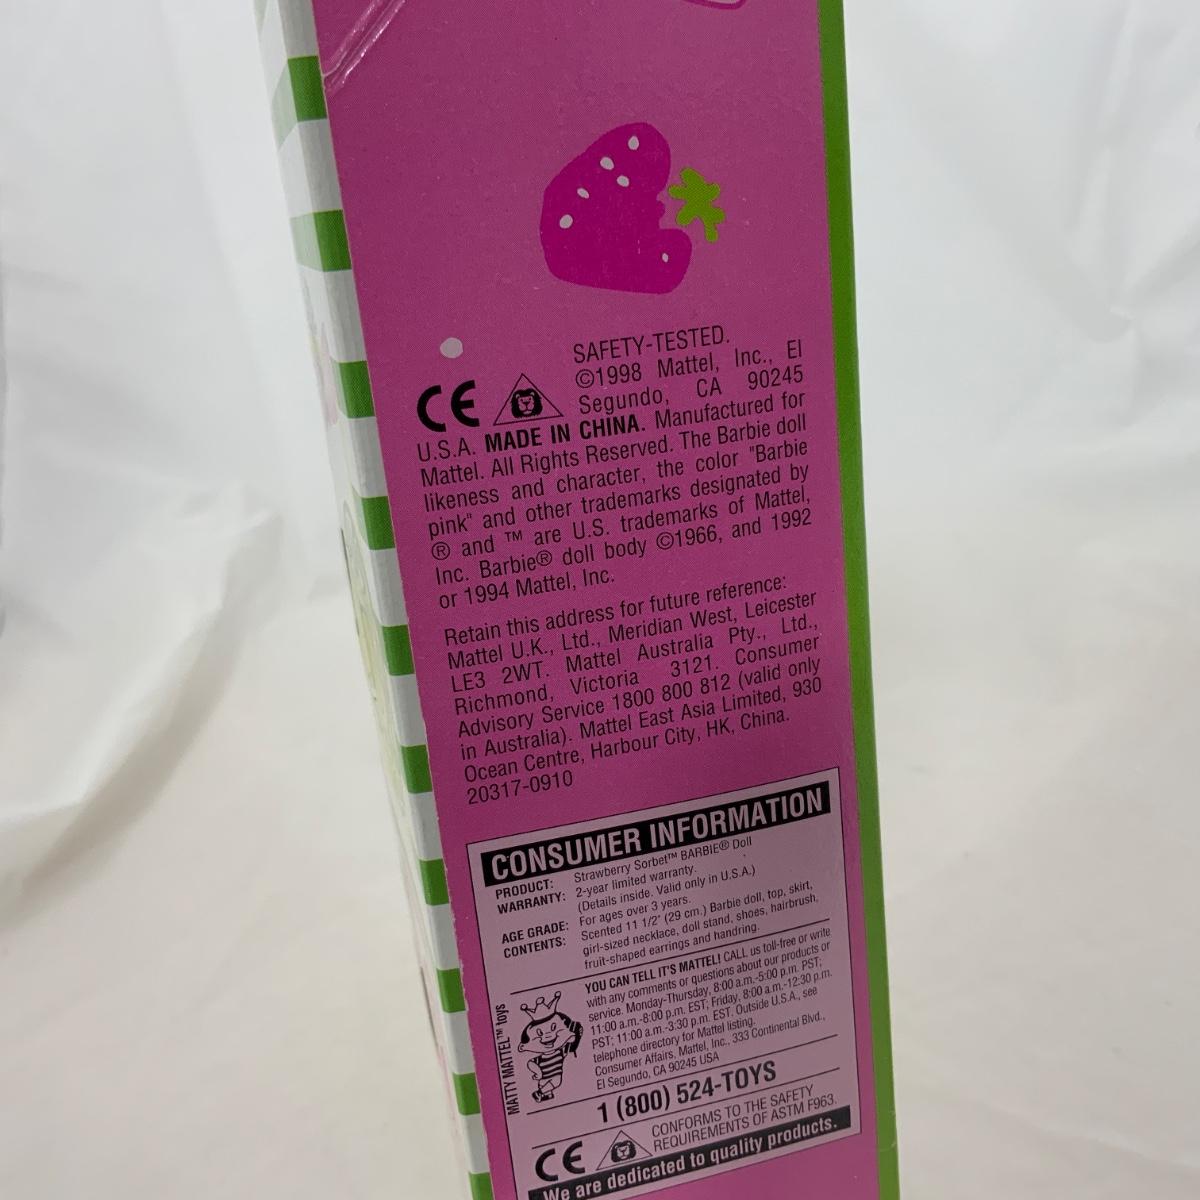 SAFETY-TESTED.
©1998 Mattel, Inc., El
CE Segundo, CA 90245
U.S.A. MADE IN CHINA. Manufactured for
Mattel. All Rights Reserved. The Barbie doll
likeness and character, the color "Barbie
pink" and other trademarks designated by
® and ™ are U.S. trademarks of Mattel,
Inc. Barbie® doll body ©1966, and 1992
or 1994 Mattel, Inc.
Retain this address for future reference:
Mattel U.K., Ltd., Meridian West, Leicester
LE3 2WT. Mattel Australia Pty., Ltd.,
Richmond, Victoria 3121. Consumer
Advisory Service 1800 800 812 (valid only
in Australia). Mattel East Asia Limited, 930
Ocean Centre, Harbour City, HK, China.
20317-0910
CONSUMER INFORMATION
PRODUCT: Strawberry Sorbet™ BARBIE® Doll
WARRANTY: 2-year limited warranty.
(Details inside. Valid only in U.S.A.)
AGE GRADE: For ages over 3 years.
CONTENTS: Scented 11 1/2" (29 cm.) Barbie doll, top, skirt,
girl-sized necklace, doll stand, shoes, hairbrush,
fruit-shaped earrings and handring.
MATTY MATTEL™ toys
YOU CAN TELL IT'S MATTEL! CALL us toll-free or write
with any comments or questions about our products or
service. Monday-Thursday, 8:00 a.m.-5:00 p.m. PST;
11:00 a.m.-8:00 p.m. EST; Friday, 8:00 a.m.-12:30 p.m.
PST; 11:00 a.m.-3:30 p.m. EST. Outside U.S.A., see
telephone directory for Mattel listing.
Consumer Affairs, Mattel, Inc., 333 Continental Blvd.,
El Segundo, CA 90245 USA
1 (800) 524-TOYS
CE CONFORMS TO THE SAFETY
REQUIREMENTS OF ASTM F963.
We are dedicated to quality products.